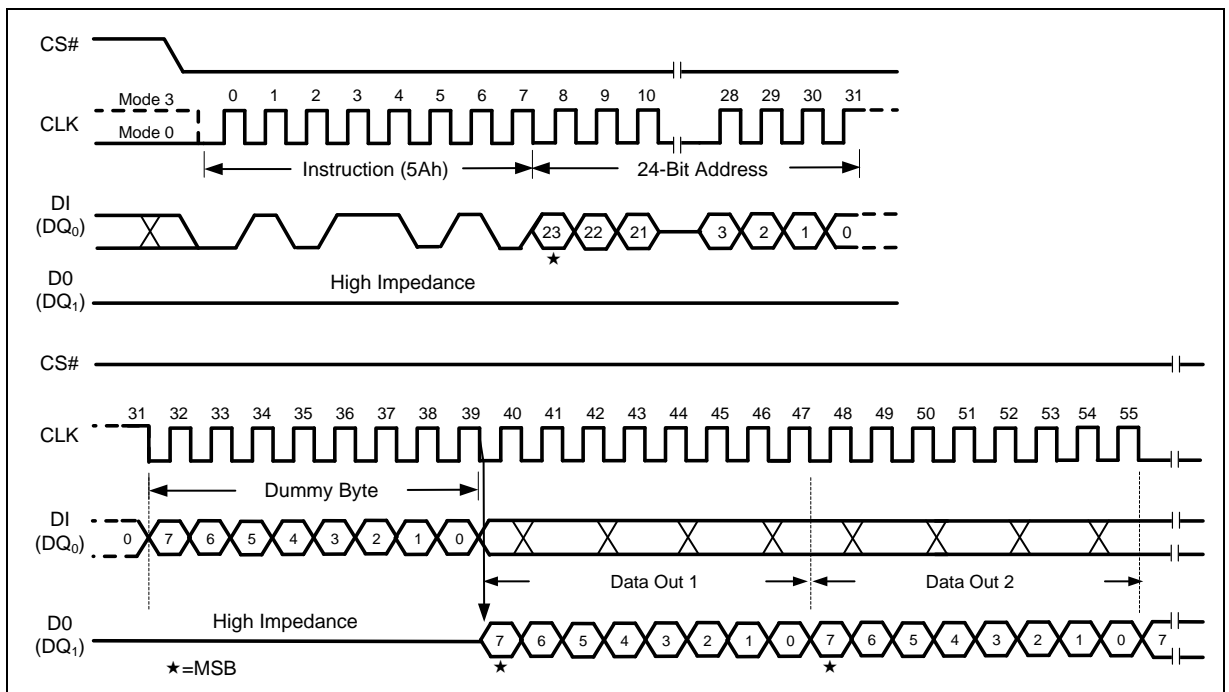 CS#
Mode 3 0 1 2 3 4 5 6 7 8 9 10 28 29 30 31
CLK
Mode 0
Instruction (5Ah) 24-Bit Address
DI
(DQ0) 23 22 21 3 2 1 0
★
D0
(DQ1)
High Impedance
CS#
31 32 33 34 35 36 37 38 39 40 41 42 43 44 45 46 47 48 49 50 51 52 53 54 55
CLK
Dummy Byte
DI
(DQ0) 0 7 6 5 4 3 2 1 0
Data Out 1 Data Out 2
D0
(DQ1)
High Impedance
7 6 5 4 3 2 1 0 7 6 5 4 3 2 1 0 7
★=MSB ★ ★